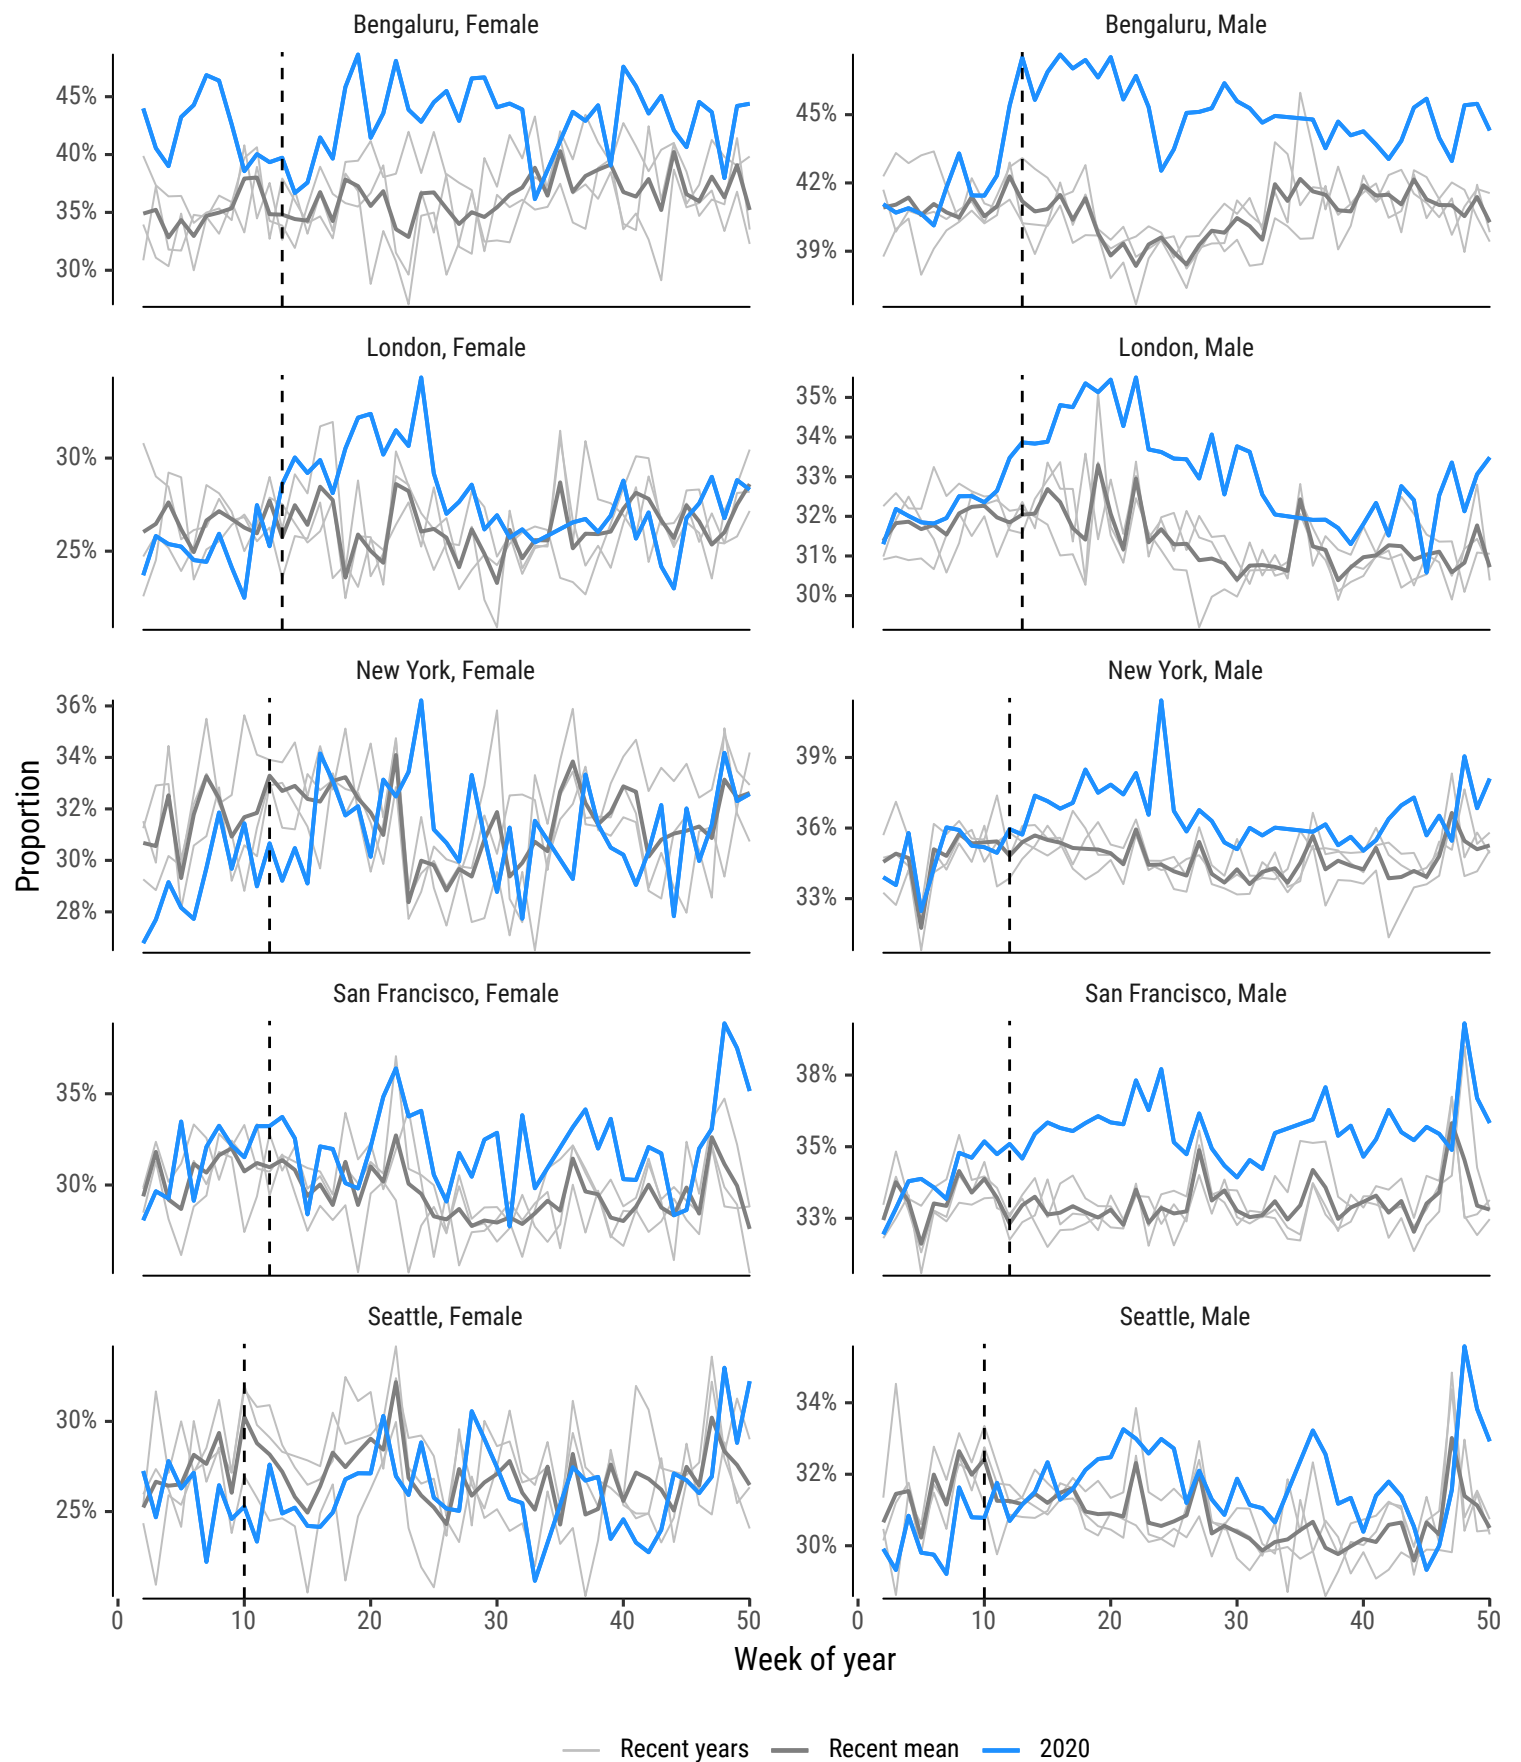 Bengaluru, Female
Bengaluru, Male
45%
40%
35%
30%
45%
42%
39%
London, Female
London, Male
30%
25%
35%
34%
33%
32%
31%
30%
New York, Female
New York, Male
36%
34%
32%
30%
28%
39%
36%
33%
Proportion
San Francisco, Female
San Francisco, Male
35%
30%
38%
35%
33%
Seattle, Female
Seattle, Male
30%
25%
34%
32%
30%
0 10 20 30 40 50
0 10 20 30 40 50
Week of year
Recent years Recent mean 2020